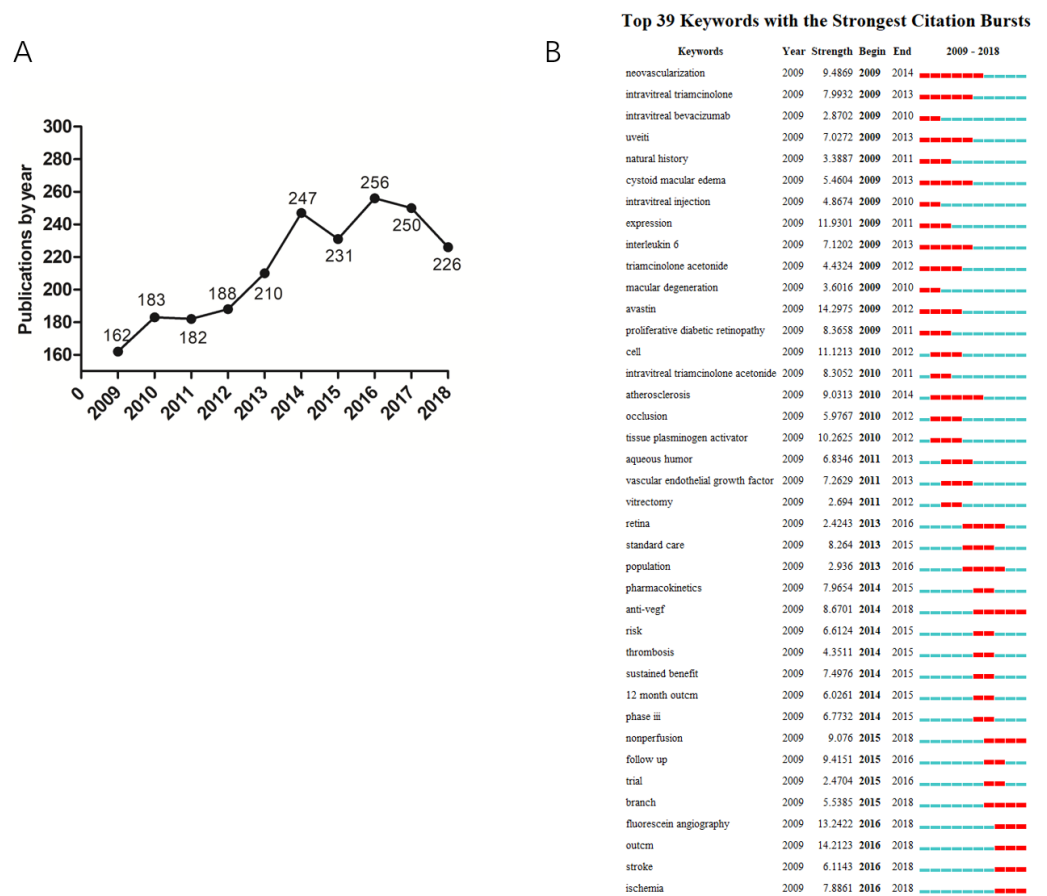 A
Publications by year
300
280
260
240
220
200
180
160
162
183
182
188
210
247
231
256
250
226
0 2009 2010 2011 2012 2013 2014 2015 2016 2017 2018
B
Top 39 Keywords with the Strongest Citation Bursts
Keywords Year Strength Begin End 2009 - 2018
neovascularization 2009 9.4869 2009 2014
intravitreal triamcinolone 2009 7.9932 2009 2013
intravitreal bevacizumab 2009 2.8702 2009 2010
uveiti 2009 7.0272 2009 2013
natural history 2009 3.3887 2009 2011
cystoid macular edema 2009 5.4604 2009 2013
intravitreal injection 2009 4.8674 2009 2010
expression 2009 11.9301 2009 2011
interleukin 6 2009 7.1202 2009 2013
triamcinolone acetonide 2009 4.4324 2009 2012
macular degeneration 2009 3.6016 2009 2010
avastin 2009 14.2975 2009 2012
proliferative diabetic retinopathy 2009 8.3658 2009 2011
cell 2009 11.1213 2010 2012
intravitreal triamcinolone acetonide 2009 8.3052 2010 2011
atherosclerosis 2009 9.0313 2010 2014
occlusion 2009 5.9767 2010 2012
tissue plasminogen activator 2009 10.2625 2010 2012
aqueous humor 2009 6.8346 2011 2013
vascular endothelial growth factor 2009 7.2629 2011 2013
vitrectomy 2009 2.694 2011 2012
retina 2009 2.4243 2013 2016
standard care 2009 8.264 2013 2015
population 2009 2.936 2013 2016
pharmacokinetics 2009 7.9654 2014 2015
anti-vegf 2009 8.6701 2014 2018
risk 2009 6.6124 2014 2015
thrombosis 2009 4.3511 2014 2015
sustained benefit 2009 7.4976 2014 2015
12 month outcm 2009 6.0261 2014 2015
phase iii 2009 6.7732 2014 2015
nonperfusion 2009 9.076 2015 2018
follow up 2009 9.4151 2015 2016
trial 2009 2.4704 2015 2016
branch 2009 5.5385 2015 2018
fluorescein angiography 2009 13.2422 2016 2018
outcm 2009 14.2123 2016 2018
stroke 2009 6.1143 2016 2018
ischemia 2009 7.8861 2016 2018